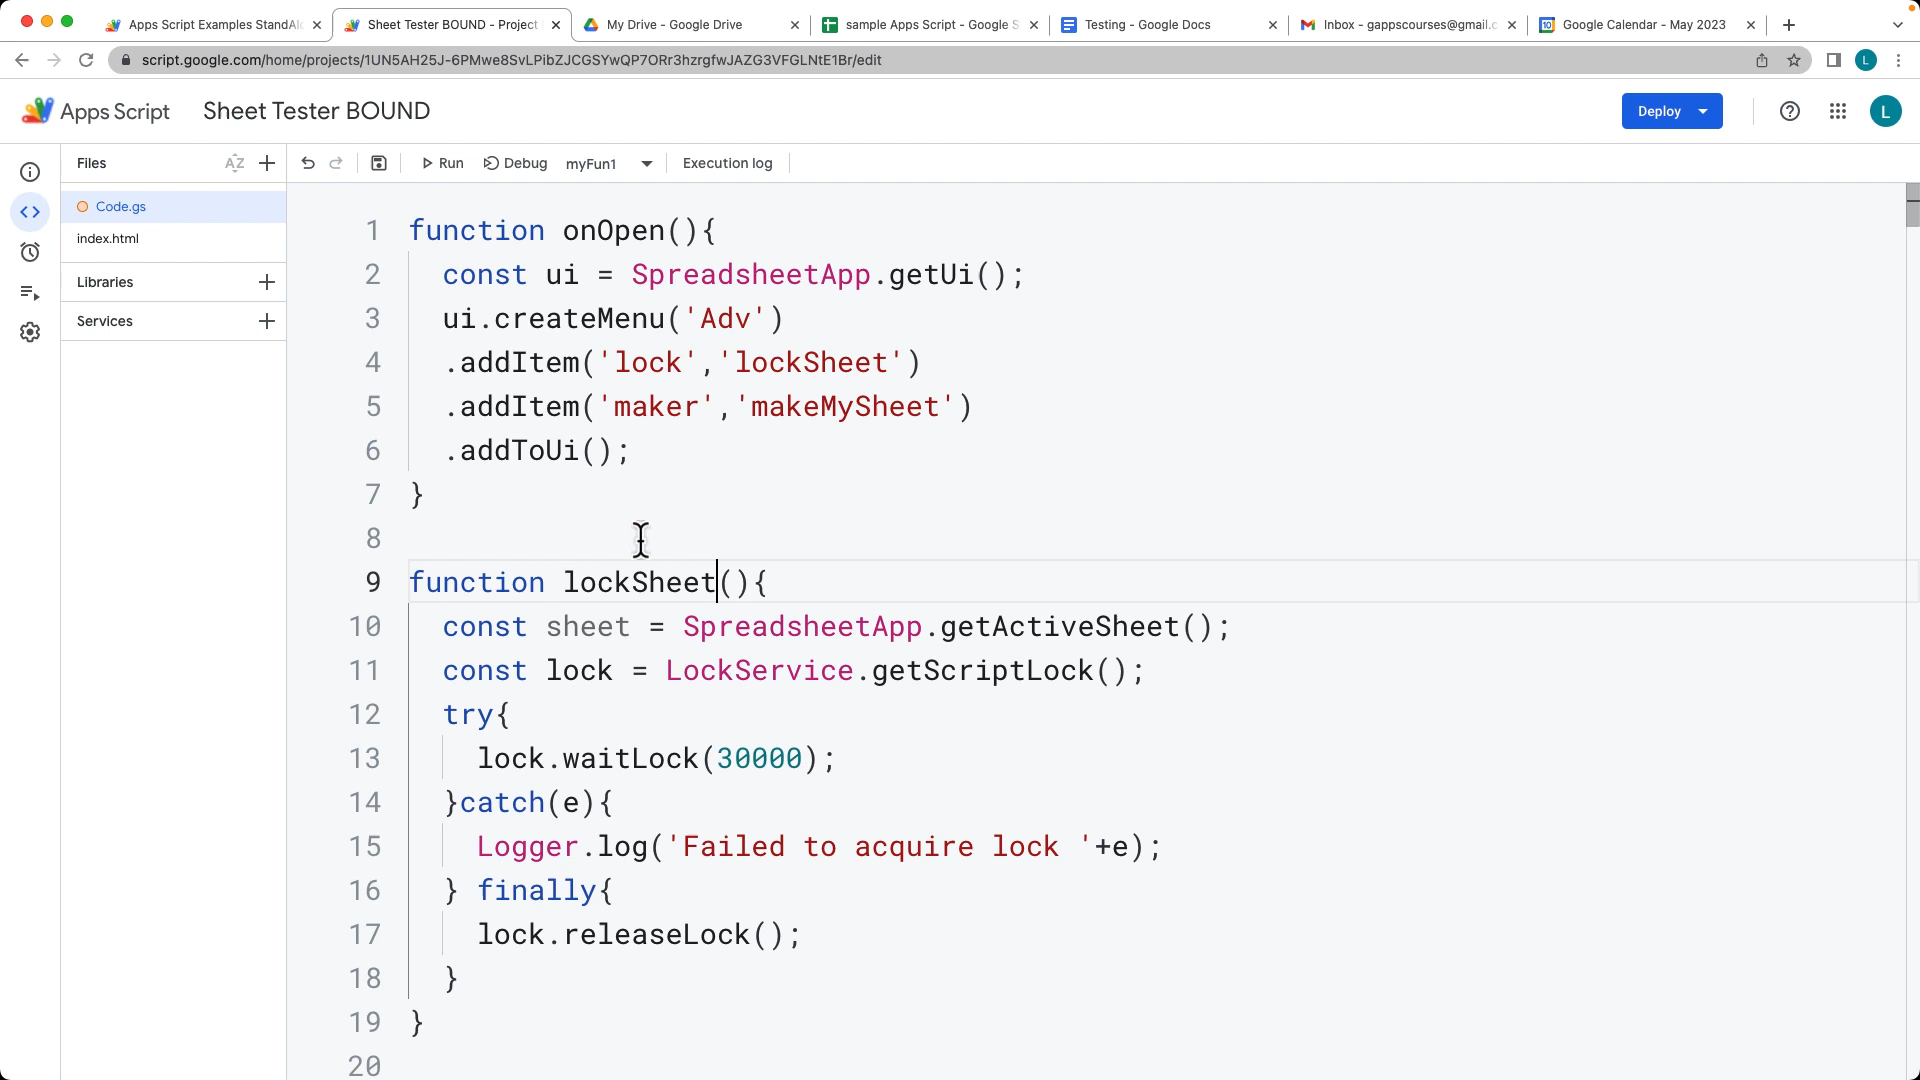 Apps Script Examples StandAl
Sheet Tester BOUND - Project
My Drive - Google Drive
sample Apps Script - Google S
Testing - Google Docs
Inbox - gappscourses@gmail.c
Google Calendar - May 2023
script.google.com/home/projects/1UN5AH25J-6PMwe8SvLPibZJCGSYwQP7ORr3hzrgfwJAZG3VFGLNtE1Br/edit
L
Apps Script
Sheet Tester BOUND
Deploy
L
Files
AZ
Run
Debug
myFun1
Execution log
Code.gs
index.html
Libraries
Services
1 function onOpen(){
2 const ui = SpreadsheetApp.getUi();
3 ui.createMenu('Adv')
4 .addItem('lock','lockSheet')
5 .addItem('maker','makeMySheet')
6 .addToUi();
7 }
8
9 function lockSheet(){
10 const sheet = SpreadsheetApp.getActiveSheet();
11 const lock = LockService.getScriptLock();
12 try{
13 lock.waitLock(30000);
14 }catch(e){
15 Logger.log('Failed to acquire lock '+e);
16 } finally{
17 lock.releaseLock();
18 }
19 }
20